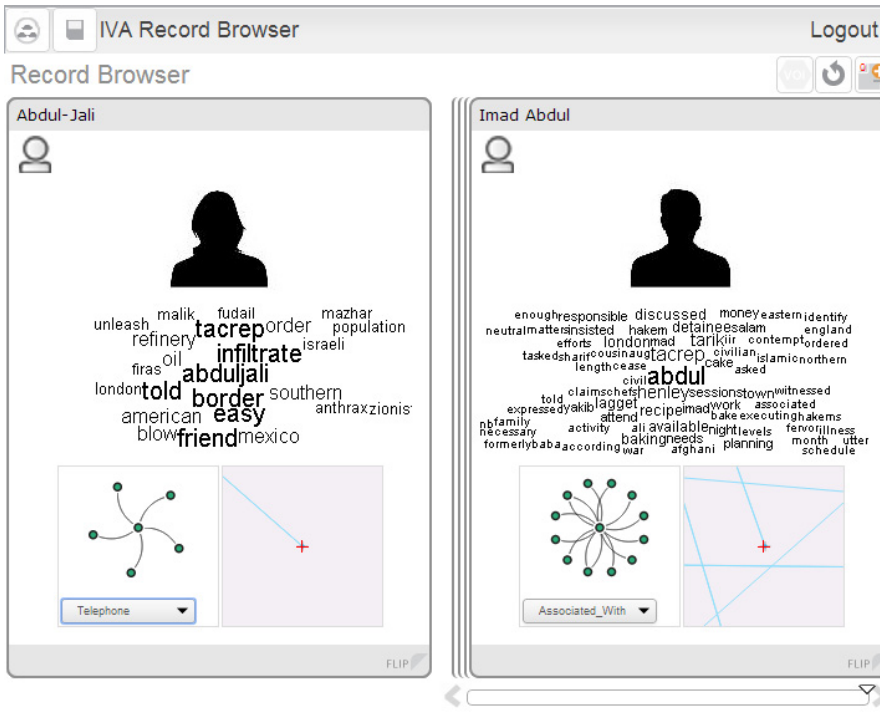 IVA Record Browser
Logout
Record Browser
Abdul-Jali
malik fudail mazhar
unleash tacrep order population
refinery infiltrate israeli
oil
firas abduljali
london told border southern
american easy anthrax zionis
blow friend mexico
Telephone
FLIP
Imad Abdul
enough responsible discussed money eastern identify
neutral matters insisted hakem detainee salam england
efforts london mad tarik iir contempt ordered
tasked sharif cousin aug tacrep civilian islamic northern
length cease cake asked
civil abdul
claims chefs henley sessions town witnessed
told
expressed yakib lagget recipe imad work associated
attend bake executing hakems
nb family
necessary activity ali available night levels fervor illness
formerly baba according baking needs planning month utter
war afghani schedule
Associated_With
FLIP